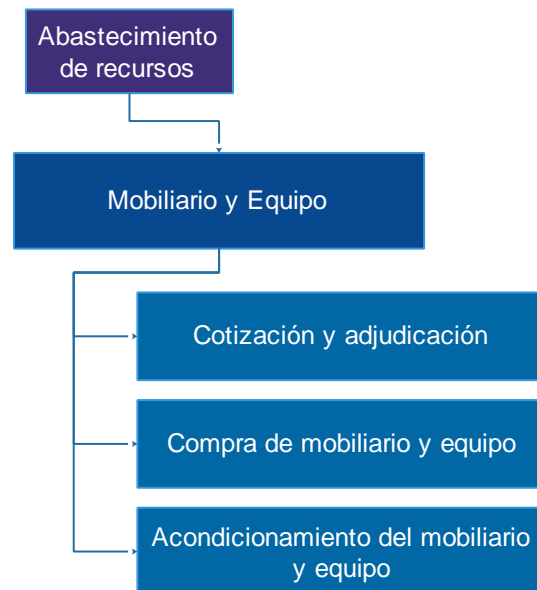 Abastecimiento
de recursos
Mobiliario y Equipo
Cotización y adjudicación
Compra de mobiliario y equipo
Acondicionamiento del mobiliario
y equipo